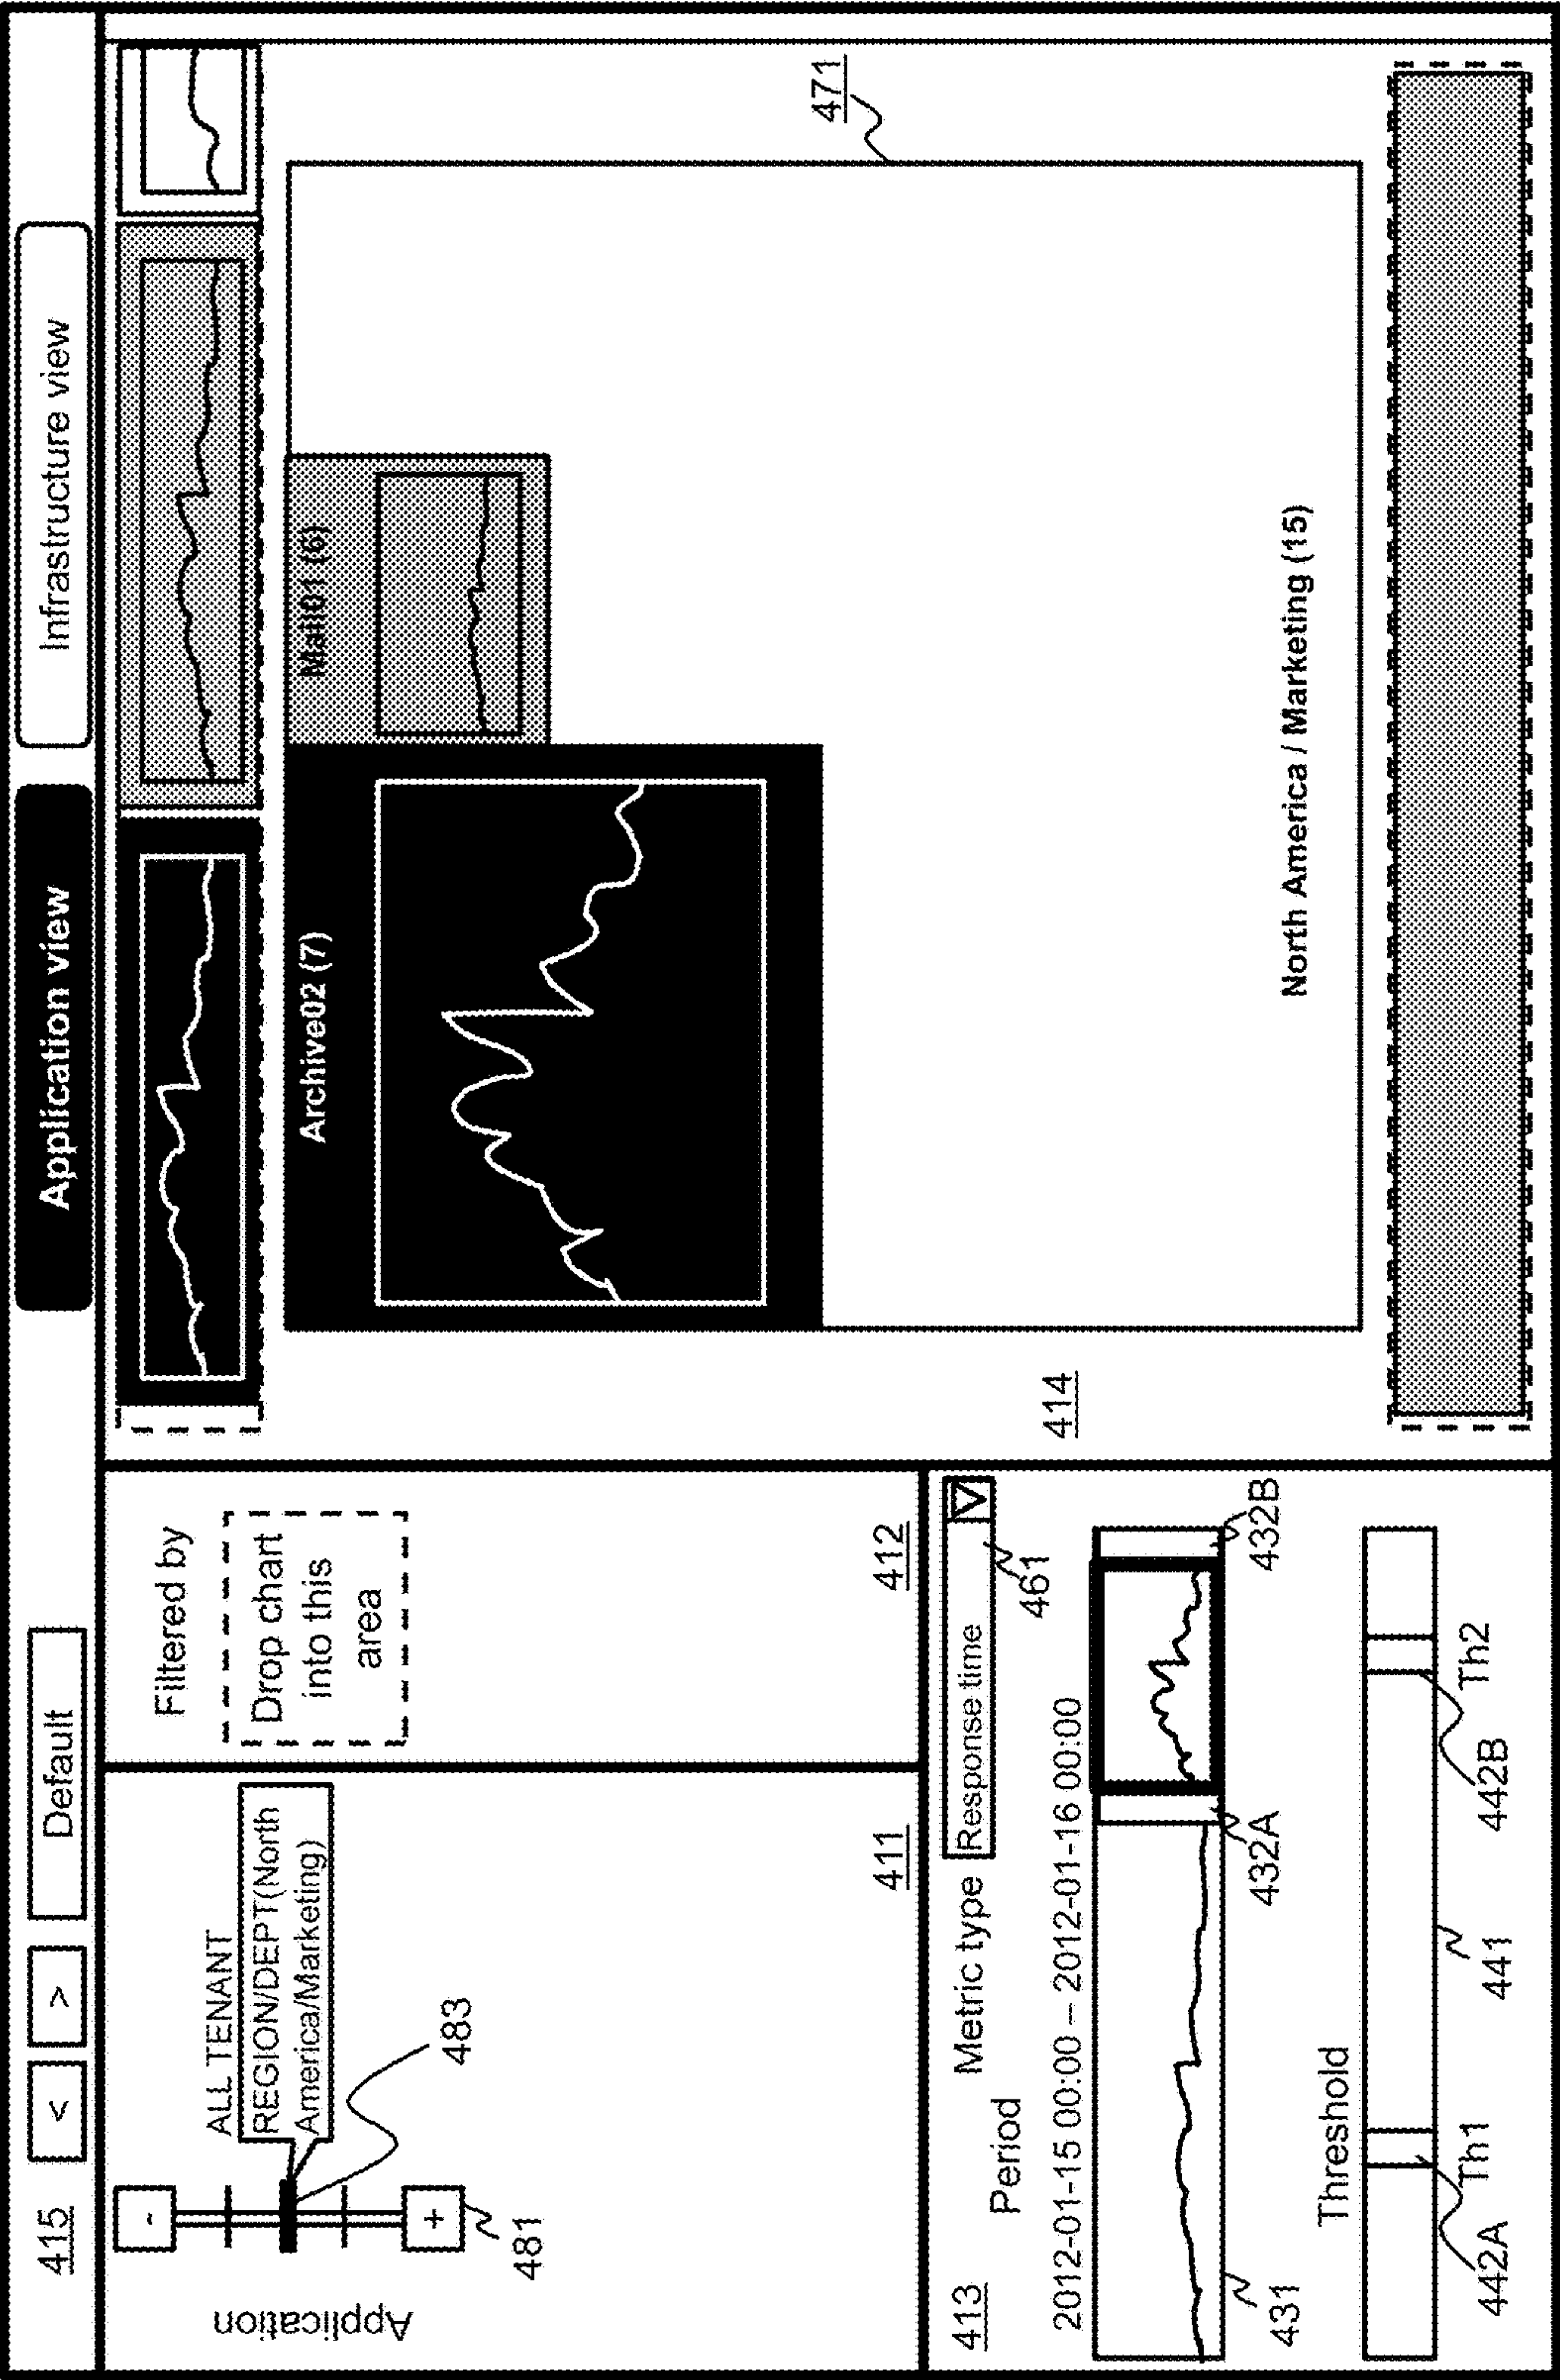 415
<
>
Default
Application view
Infrastructure view
Application
-
+
481
483
ALL TENANT
REGION/DEPT(North
America/Marketing)
411
Filtered by
Drop chart
into this
area
412
413
Metric type
Response time
V
461
Period
2012-01-15 00:00 – 2012-01-16 00:00
431
432A
432B
Threshold
442A
Th1
441
442B
Th2
414
Archive02 (7)
Mail01 (6)
North America / Marketing (15)
471